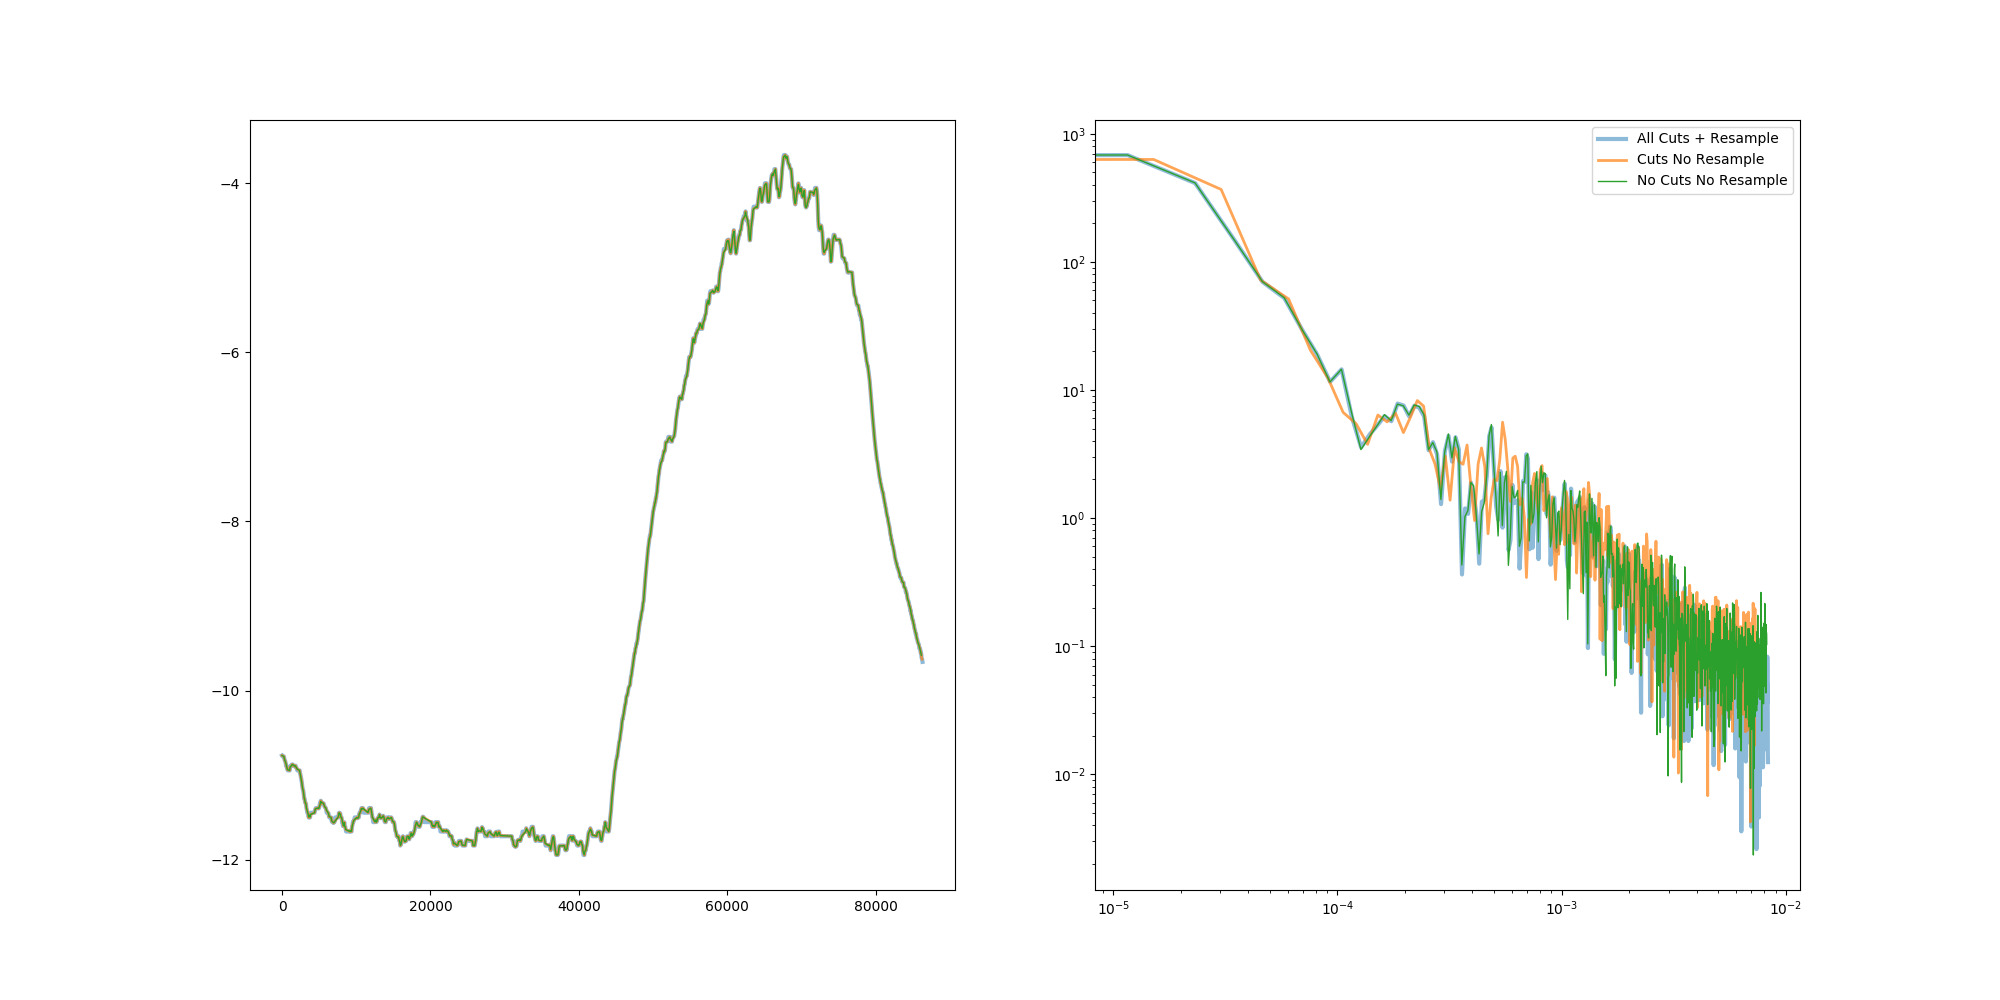 −4
−6
−8
−10
−12
0 20000 40000 60000 80000
10³
10²
10¹
10⁰
10⁻¹
10⁻²
10⁻⁵ 10⁻⁴ 10⁻³ 10⁻²
All Cuts + Resample
Cuts No Resample
No Cuts No Resample